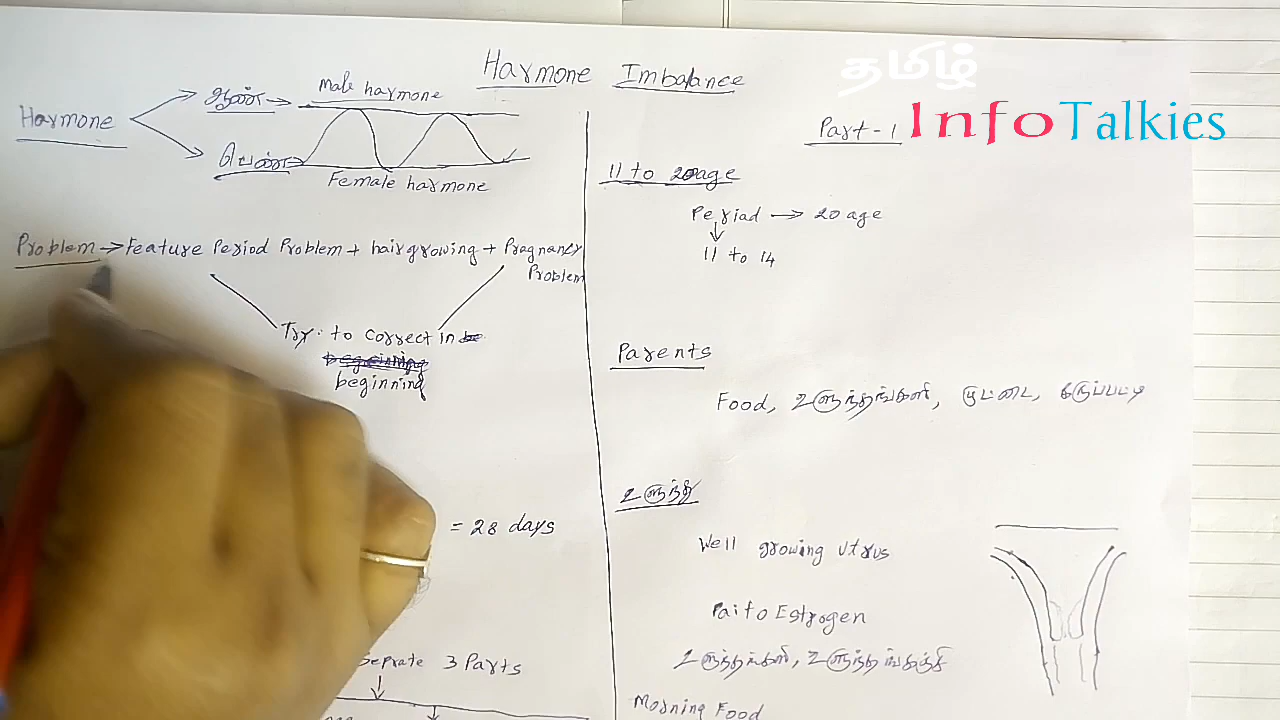 Harmone Imbalance
தமிழ்
InfoTalkies
Part-1
Harmone
ஆண்
Male harmone
பெண்
Female harmone
Problem → Feature Period Problem + hair growing + Pragnancy
Problem
Try: to correct in
beginning
= 28 days
Seprate 3 Parts
11 to 20 age
Periad → 20 age
11 to 14
Parents
Food, உளுந்தங்களி, முட்டை, கருப்பட்டி
உளுந்து
Well growing Utrus
Paito Estrogen
உளுந்தங்களி, உளுந்தங்கஞ்சி
Morning Food